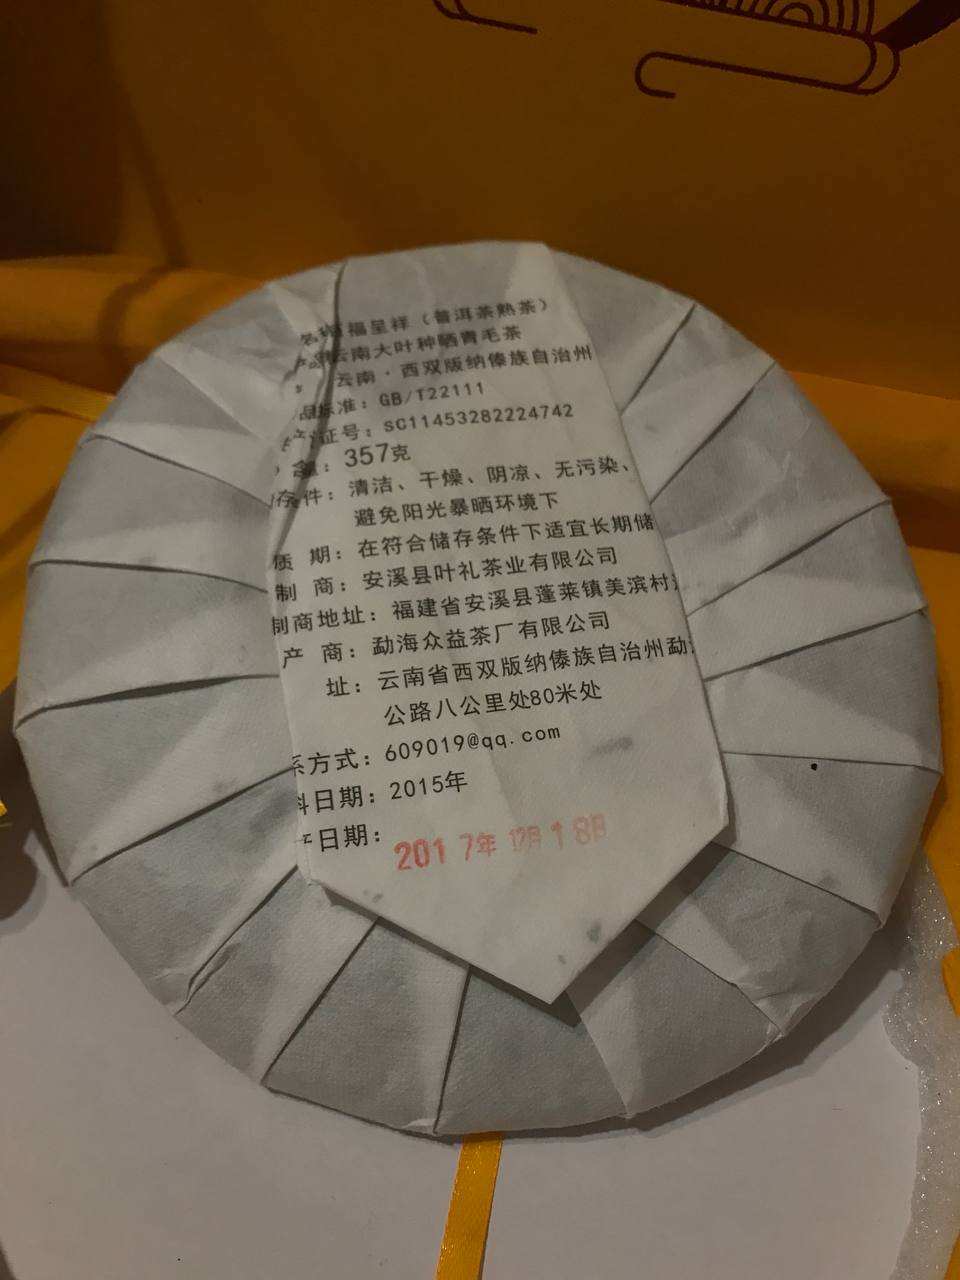 福呈祥（普洱茶熟茶）
云南大叶种晒青毛茶
云南·西双版纳傣族自治州
标准：GB/T22111
证号：SC11453282224742
量：357克
件：清洁、干燥、阴凉、无污染、
避免阳光暴晒环境下
质 期：在符合储存条件下适宜长期储
制 商：安溪县叶礼茶业有限公司
制商地址：福建省安溪县蓬莱镇美滨村
产 商：勐海众益茶厂有限公司
址：云南省西双版纳傣族自治州勐
公路八公里处80米处
系方式：609019@qq.com
料日期：2015年
产日期：2017年12月18日